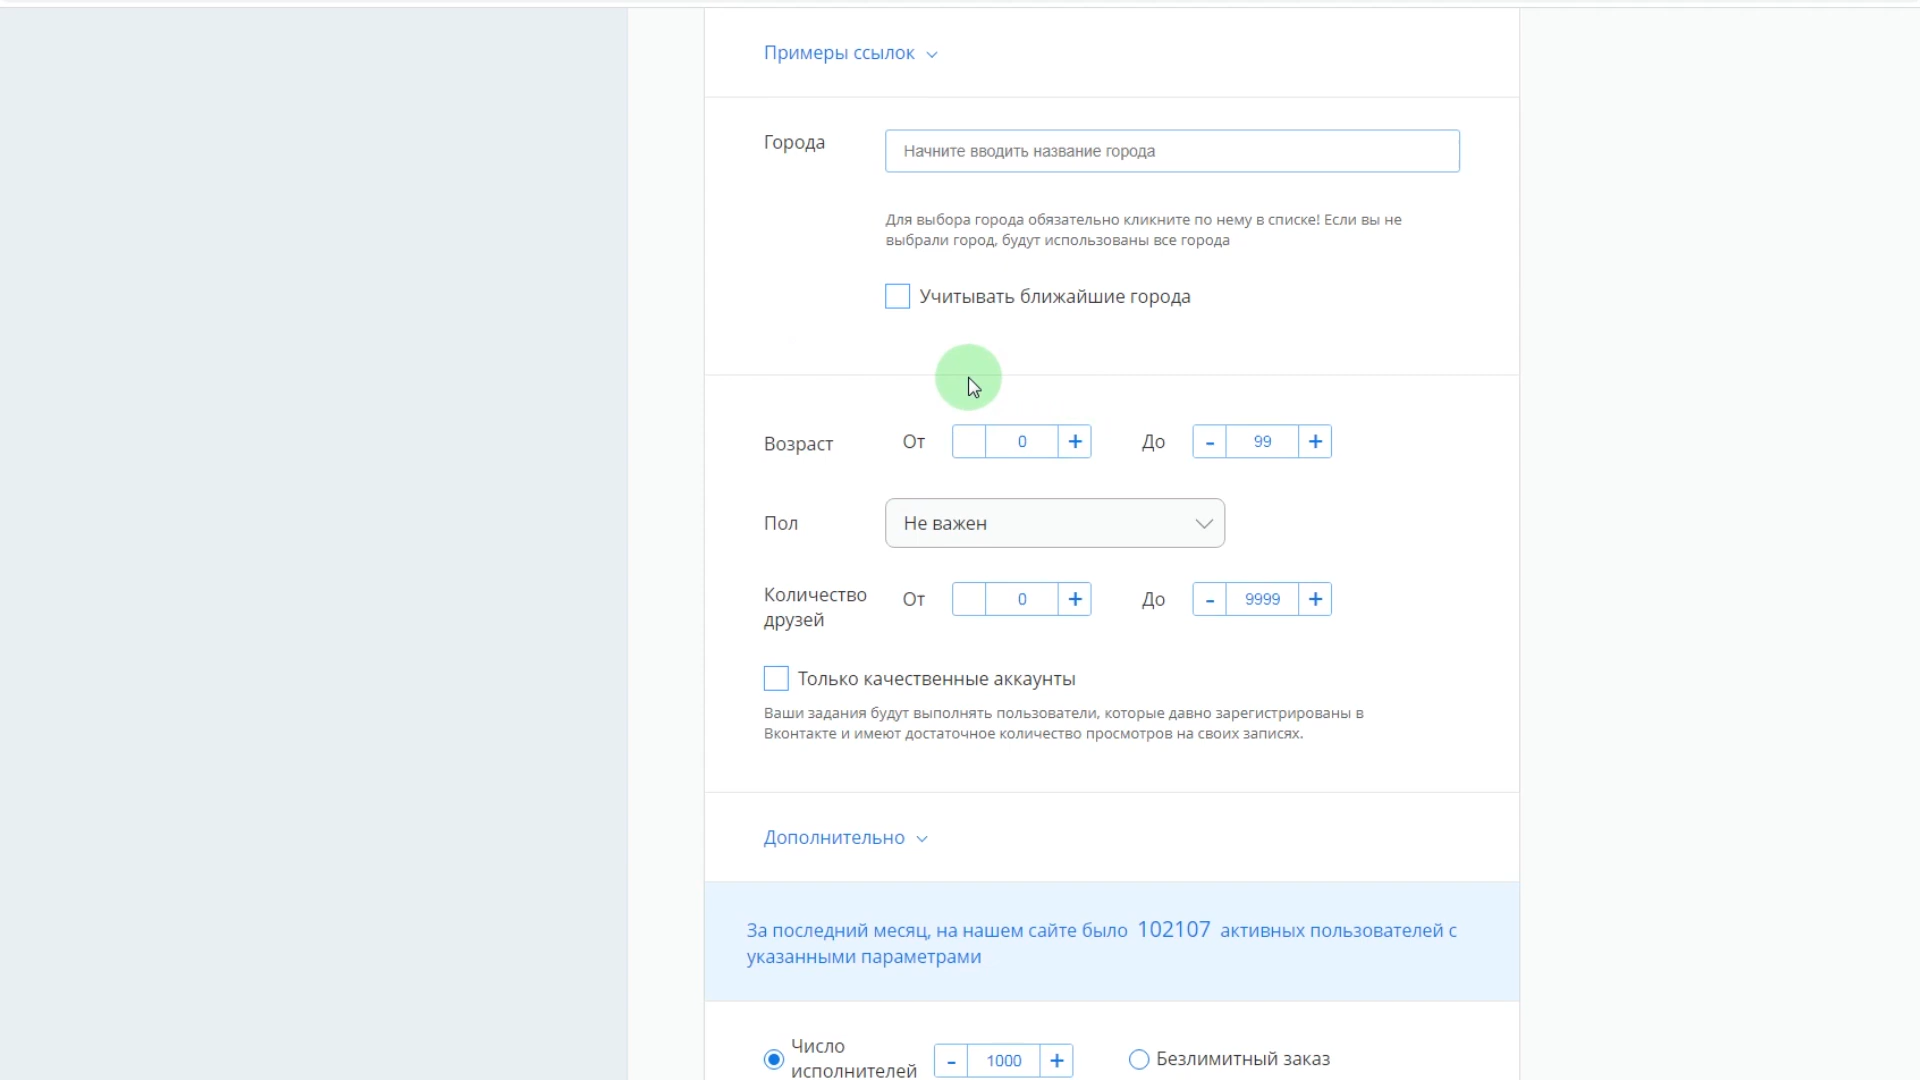 Примеры ссылок
Города
Начните вводить название города
Для выбора города обязательно кликните по нему в списке! Если вы не
выбрали город, будут использованы все города
Учитывать ближайшие города
Возраст От 0 + До - 99 +
Пол Не важен
Количество
друзей От 0 + До - 9999 +
Только качественные аккаунты
Ваши задания будут выполнять пользователи, которые давно зарегистрированы в
Вконтакте и имеют достаточное количество просмотров на своих записях.
Дополнительно
За последний месяц, на нашем сайте было 102107 активных пользователей с
указанными параметрами
Число
исполнителей - 1000 + Безлимитный заказ